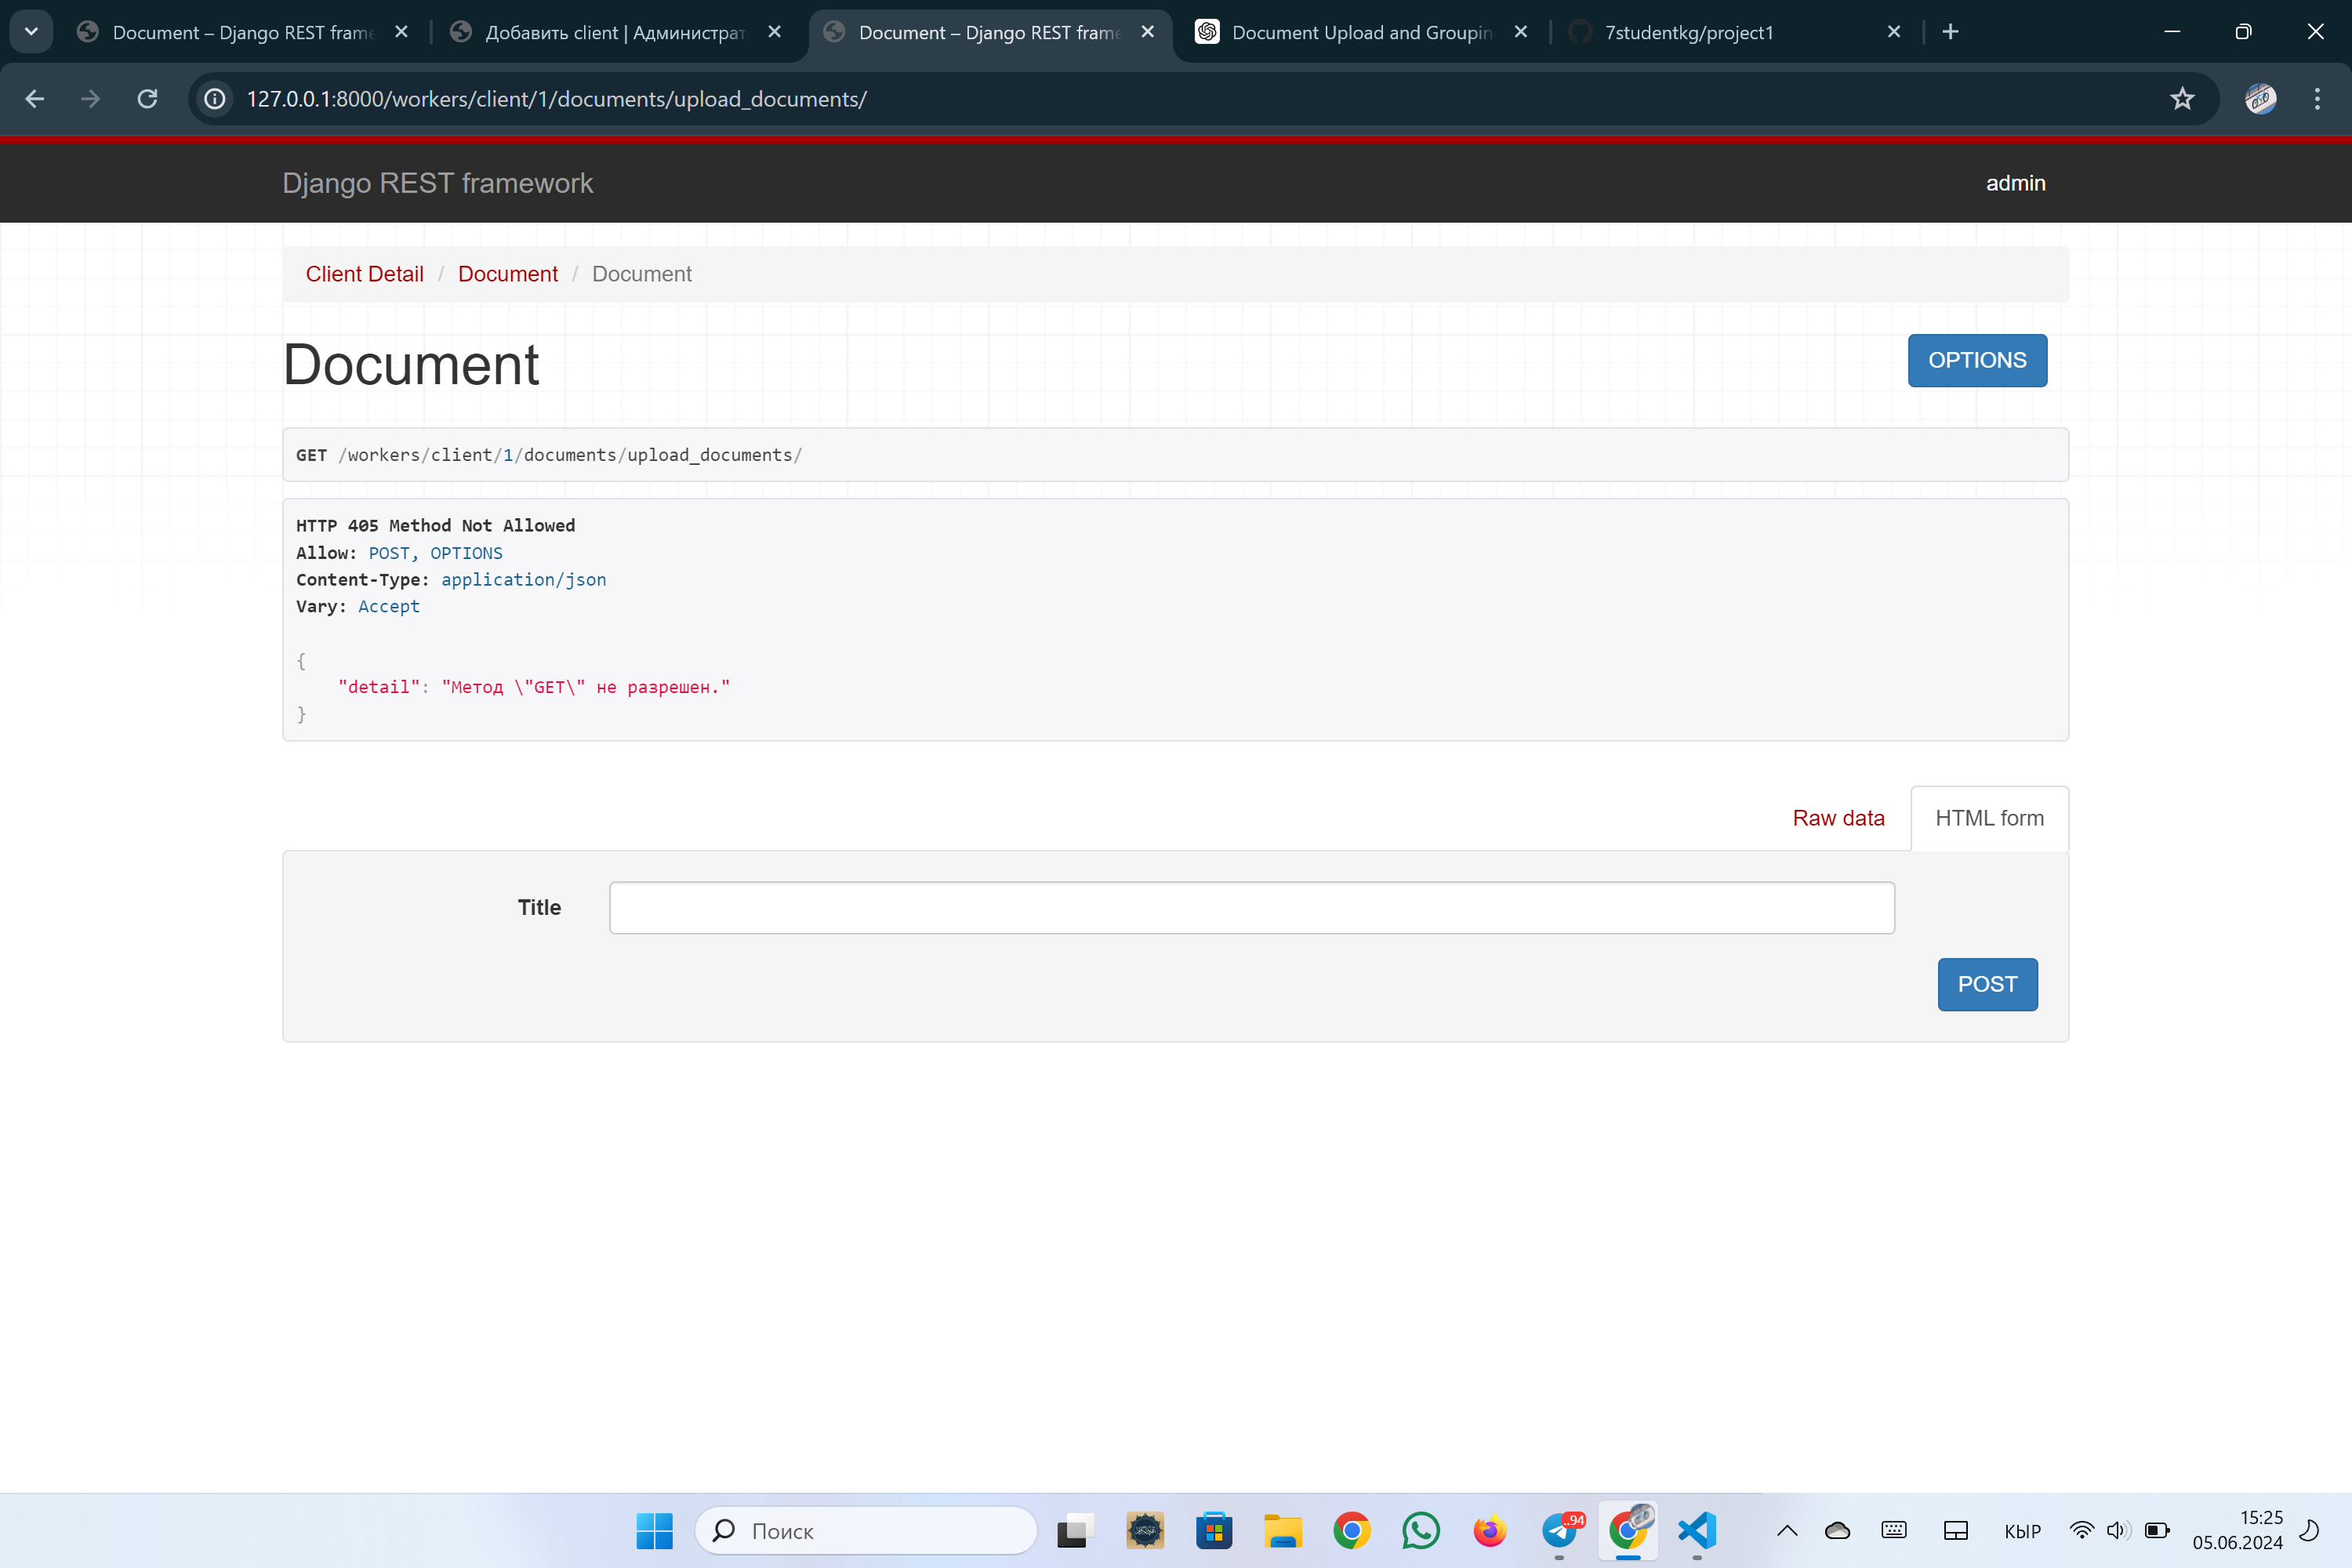 Document – Django REST frame
Добавить client | Администрат
Document – Django REST frame
Document Upload and Groupin
7studentkg/project1
127.0.0.1:8000/workers/client/1/documents/upload_documents/
Django REST framework
admin
Client Detail / Document / Document
Document
OPTIONS
GET /workers/client/1/documents/upload_documents/
HTTP 405 Method Not Allowed
Allow: POST, OPTIONS
Content-Type: application/json
Vary: Accept
{
"detail": "Метод \"GET\" не разрешен."
}
Raw data
HTML form
Title
POST
Поиск
..94
КЫР
15:25
05.06.2024